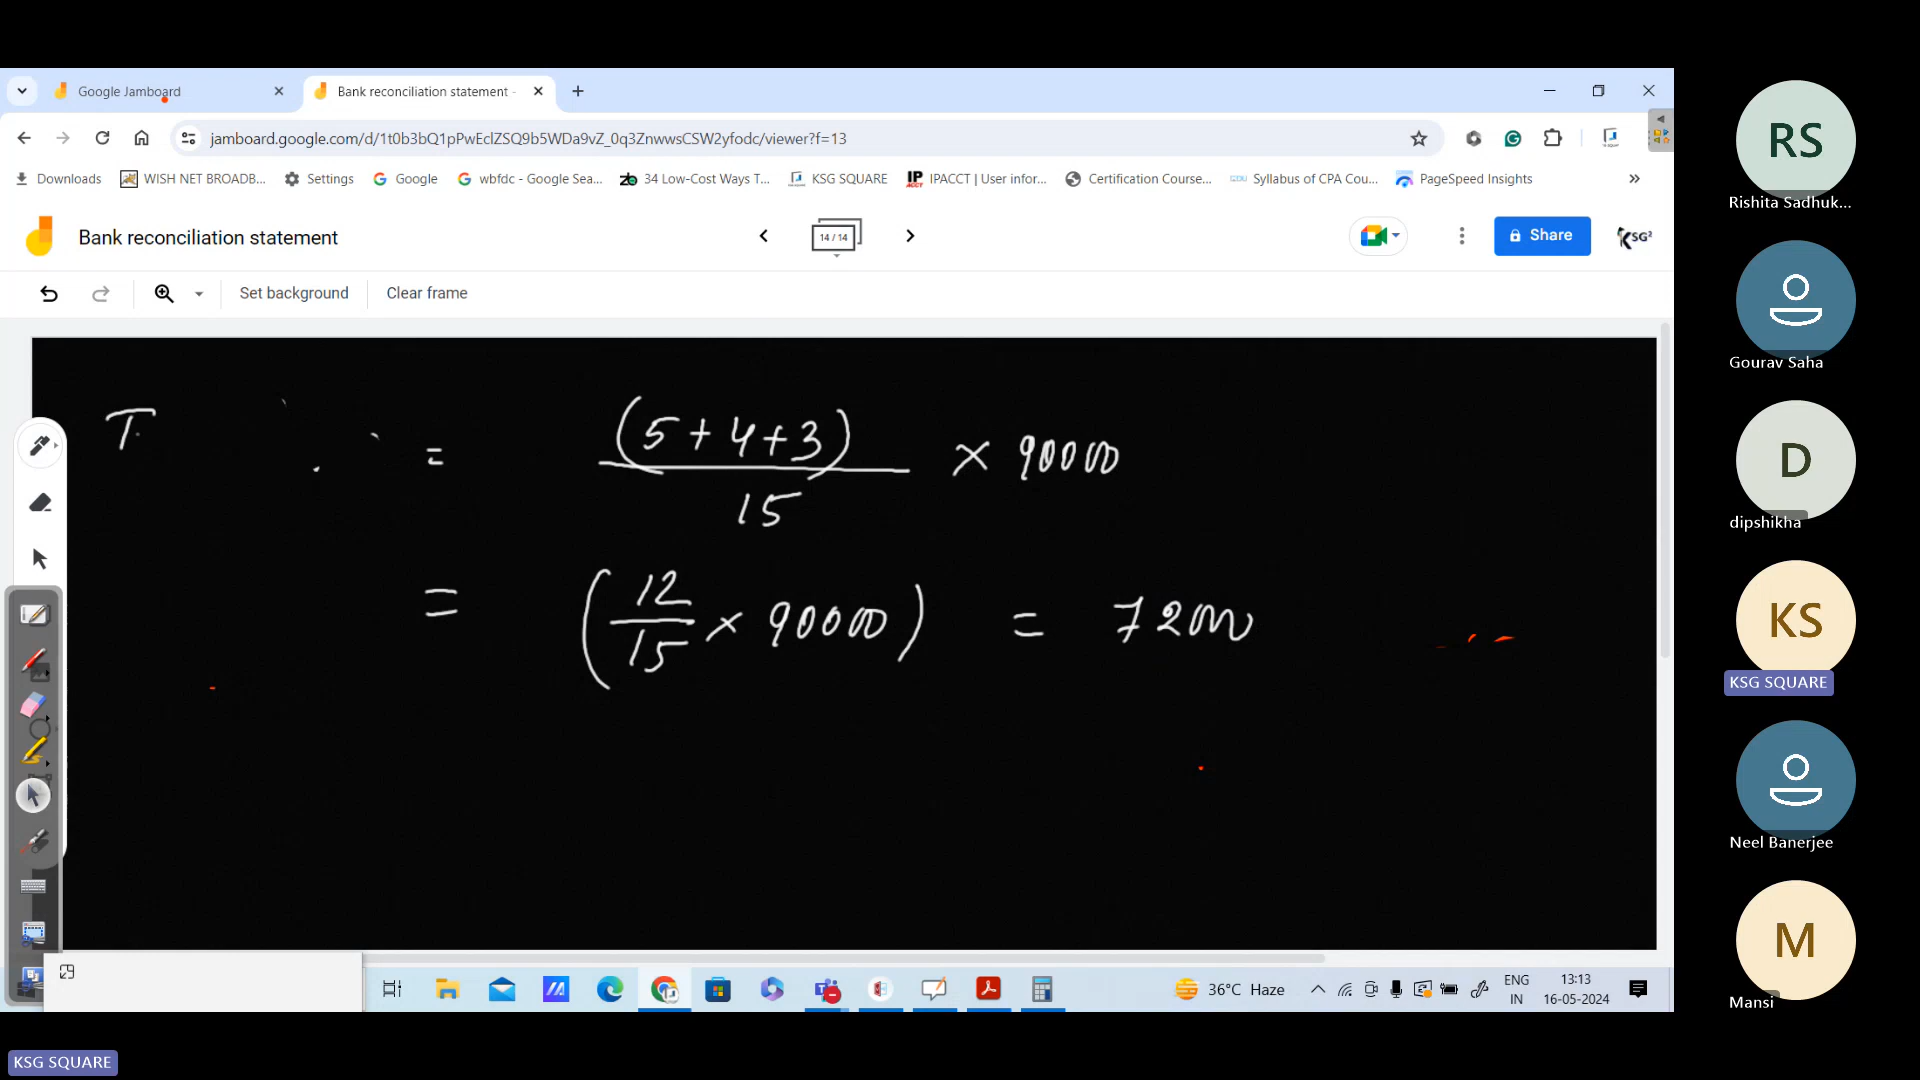 Google Jamboard
Bank reconciliation statement -
jamboard.google.com/d/1t0b3bQ1pPwEclZSQ9b5WDa9vZ_0q3ZnwwsCSW2yfodc/viewer?f=13
Downloads WISH NET BROADB... Settings Google wbfdc - Google Sea... 34 Low-Cost Ways T... KSG SQUARE IPACCT | User infor... Certification Course... Syllabus of CPA Cou... PageSpeed Insights
Bank reconciliation statement
14 / 14
Share
KSG²
Set background Clear frame
T = (5+4+3)
15
× 90000
= (12
15
× 90000) = 72000
36°C Haze
ENG
IN
13:13
16-05-2024
RS
Rishita Sadhuk...
Gourav Saha
D
dipshikha
KS
KSG SQUARE
Neel Banerjee
M
Mansi
KSG SQUARE